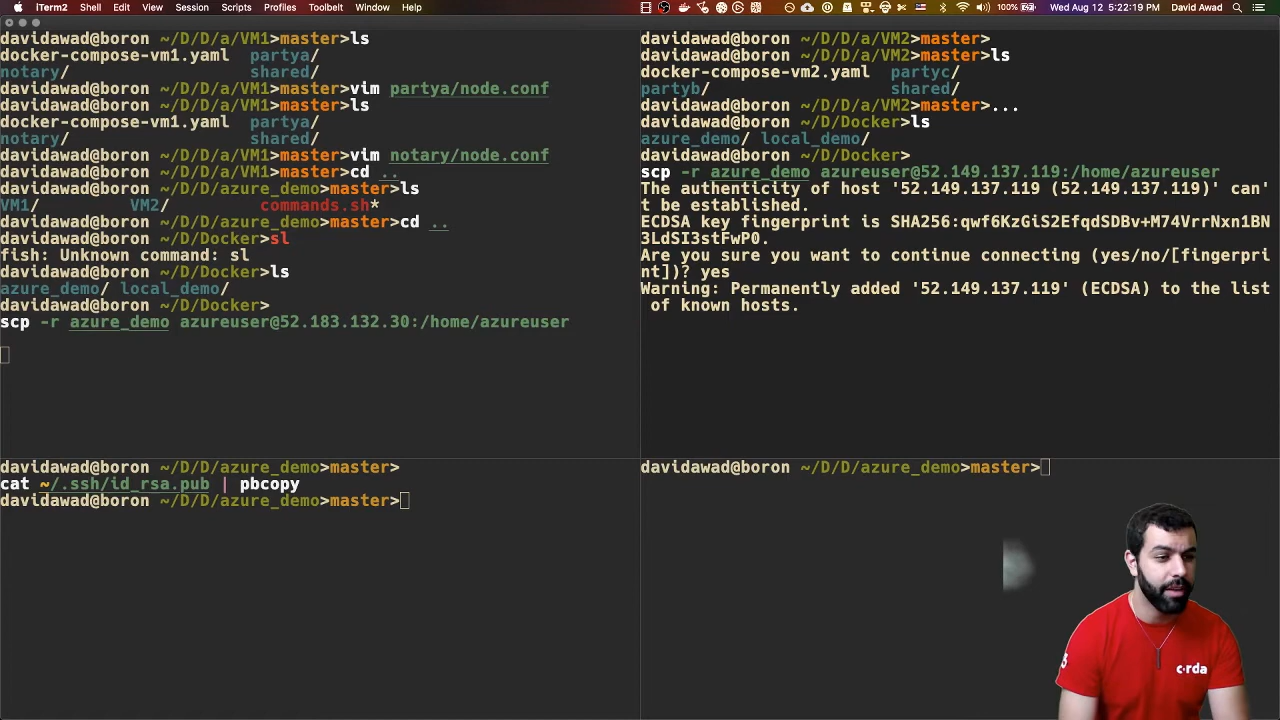 iTerm2 Shell Edit View Session Scripts Profiles Toolbelt Window Help 100% Wed Aug 12 5:22:19 PM David Awad
davidawad@boron ~/D/D/a/VM1>master>ls
docker-compose-vm1.yaml partya/
notary/ shared/
davidawad@boron ~/D/D/a/VM1>master>vim partya/node.conf
davidawad@boron ~/D/D/a/VM1>master>ls
docker-compose-vm1.yaml partya/
notary/ shared/
davidawad@boron ~/D/D/a/VM1>master>vim notary/node.conf
davidawad@boron ~/D/D/a/VM1>master>cd ..
davidawad@boron ~/D/D/azure_demo>master>ls
VM1/ VM2/ commands.sh*
davidawad@boron ~/D/D/azure_demo>master>cd ..
davidawad@boron ~/D/Docker>sl
fish: Unknown command: sl
davidawad@boron ~/D/Docker>ls
azure_demo/ local_demo/
davidawad@boron ~/D/Docker>
scp -r azure_demo azureuser@52.183.132.30:/home/azureuser
davidawad@boron ~/D/D/a/VM2>master>
davidawad@boron ~/D/D/a/VM2>master>ls
docker-compose-vm2.yaml partyc/
partyb/ shared/
davidawad@boron ~/D/D/a/VM2>master>...
davidawad@boron ~/D/Docker>ls
azure_demo/ local_demo/
davidawad@boron ~/D/Docker>
scp -r azure_demo azureuser@52.149.137.119:/home/azureuser
The authenticity of host '52.149.137.119 (52.149.137.119)' can'
t be established.
ECDSA key fingerprint is SHA256:qwf6KzGiS2EfqdSDBv+M74VrrNxn1BN
3LdSI3stFwP0.
Are you sure you want to continue connecting (yes/no/[fingerpri
nt])? yes
Warning: Permanently added '52.149.137.119' (ECDSA) to the list
of known hosts.
davidawad@boron ~/D/D/azure_demo>master>
cat ~/.ssh/id_rsa.pub | pbcopy
davidawad@boron ~/D/D/azure_demo>master>
davidawad@boron ~/D/D/azure_demo>master>
c·rda